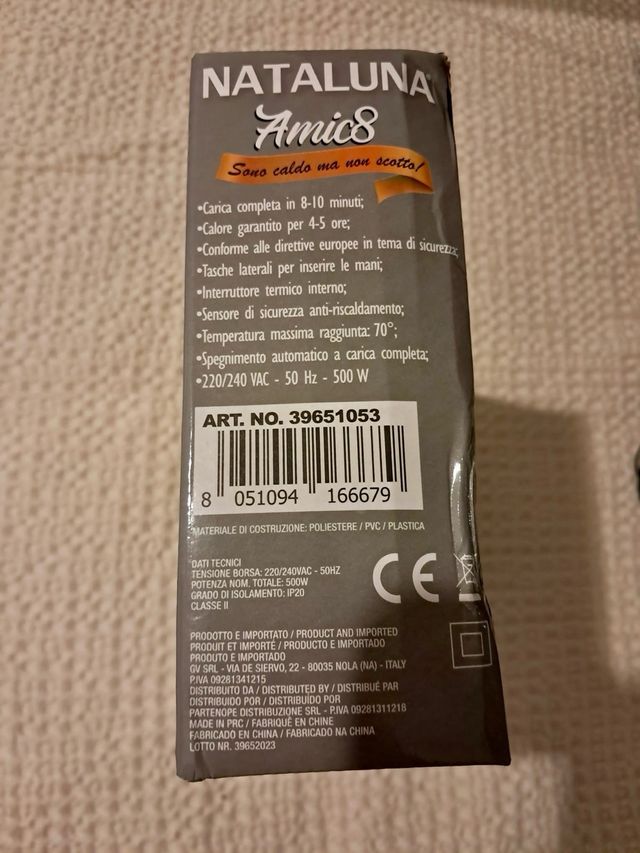 NATALUNA
Amic8
Sono caldo ma non scotto!
•Carica completa in 8-10 minuti;
•Calore garantito per 4-5 ore;
•Conforme alle direttive europee in tema di sicurezza;
•Tasche laterali per inserire le mani;
•Interruttore termico interno;
•Sensore di sicurezza anti-riscaldamento;
•Temperatura massima raggiunta: 70°;
•Spegnimento automatico a carica completa;
•220/240 VAC - 50 Hz - 500 W
ART. NO. 39651053
8 051094 166679
MATERIALE DI COSTRUZIONE: POLIESTERE / PVC / PLASTICA
DATI TECNICI
TENSIONE BORSA: 220/240VAC - 50HZ
POTENZA NOM. TOTALE: 500W
GRADO DI ISOLAMENTO: IP20
CLASSE II
CE
PRODOTTO E IMPORTATO / PRODUCT AND IMPORTED
PRODUIT ET IMPORTÉ / PRODUCTO E IMPORTADO
PRODUTO E IMPORTADO
GV SRL - VIA DE SIERVO, 22 - 80035 NOLA (NA) - ITALY
P.IVA 09281341215
DISTRIBUITO DA / DISTRIBUTED BY / DISTRIBUÉ PAR
DISTRIBUIDO POR / DISTRIBUÍDO POR
PARTENOPE DISTRIBUZIONE SRL - P.IVA 09281311218
MADE IN PRC / FABRIQUÉ EN CHINE
FABRICADO EN CHINA / FABRICADO NA CHINA
LOTTO NR. 39652023